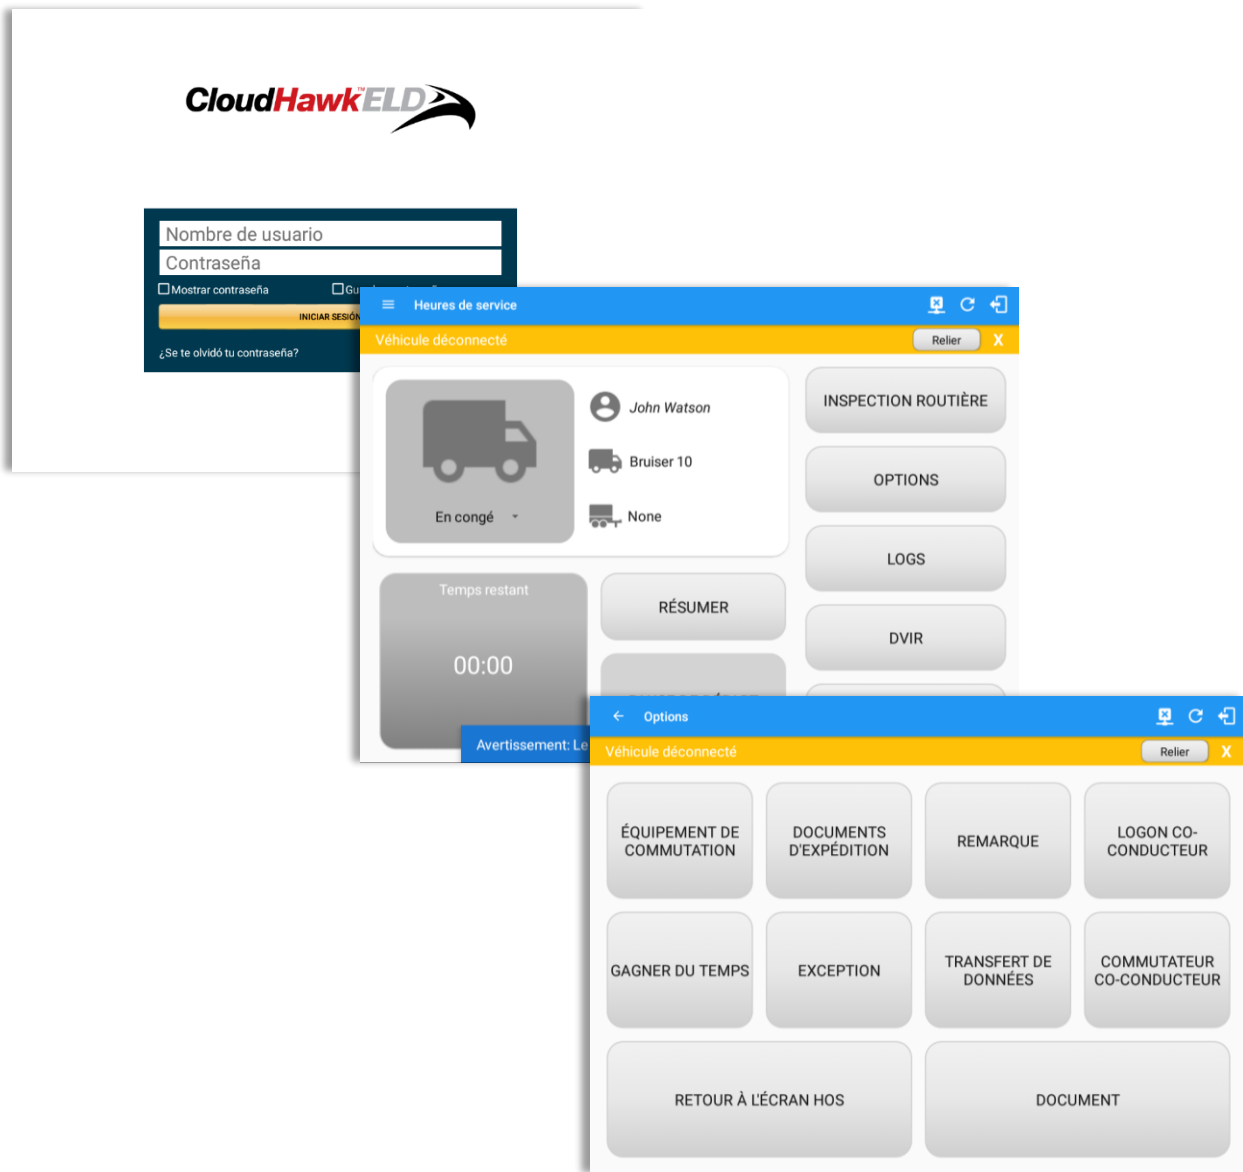 CloudHawk™ELD
Nombre de usuario
Contraseña
Mostrar contraseña
INICIAR SESIÓN
¿Se te olvidó tu contraseña?
Heures de service
Véhicule déconnecté
Relier X
John Watson
Bruiser 10
None
En congé
INSPECTION ROUTIÈRE
OPTIONS
LOGS
DVIR
Temps restant
00:00
RÉSUMER
Avertissement: Le
Options
Véhicule déconnecté
Relier X
ÉQUIPEMENT DE
COMMUTATION
DOCUMENTS
D'EXPÉDITION
REMARQUE
LOGON CO-
CONDUCTEUR
GAGNER DU TEMPS
EXCEPTION
TRANSFERT DE
DONNÉES
COMMUTATEUR
CO-CONDUCTEUR
RETOUR À L'ÉCRAN HOS
DOCUMENT